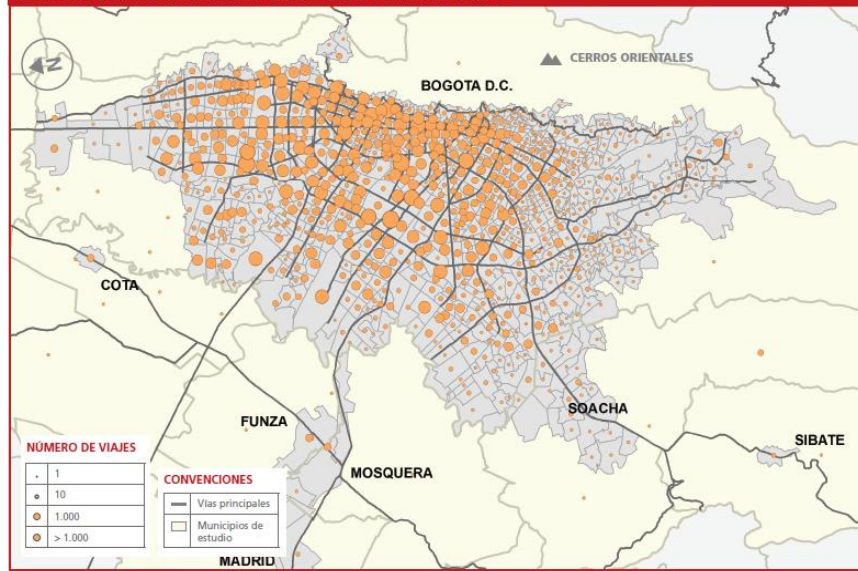 N
CERROS ORIENTALES
BOGOTA D.C.
COTA
FUNZA
SOACHA
SIBATE
MOSQUERA
MADRID
NÚMERO DE VIAJES
1
10
1.000
> 1.000
CONVENCIONES
Vías principales
Municipios de
estudio